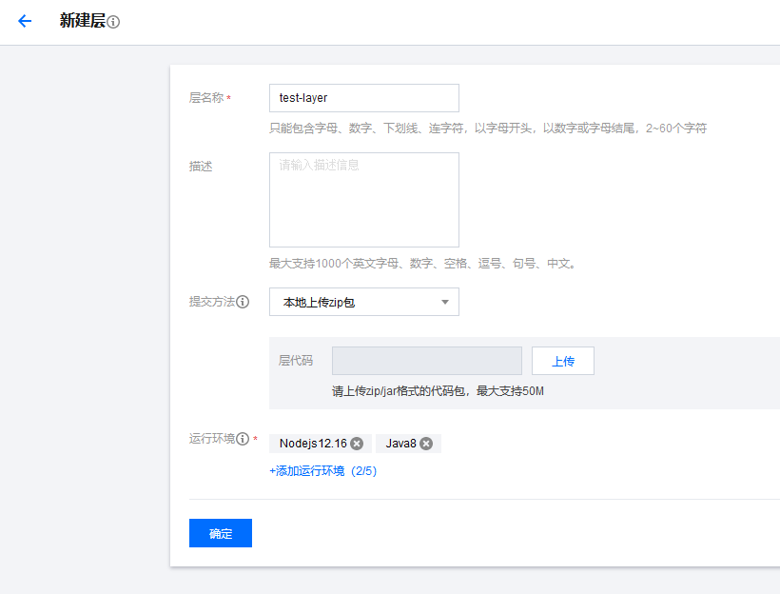 新建层
层名称 * test-layer
只能包含字母、数字、下划线、连字符，以字母开头，以数字或字母结尾，2~60个字符
描述 请输入描述信息
最大支持1000个英文字母、数字、空格、逗号、句号、中文。
提交方法 本地上传zip包
层代码 上传
请上传zip/jar格式的代码包，最大支持50M
运行环境 * Nodejs12.16 Java8
+添加运行环境（2/5）
确定